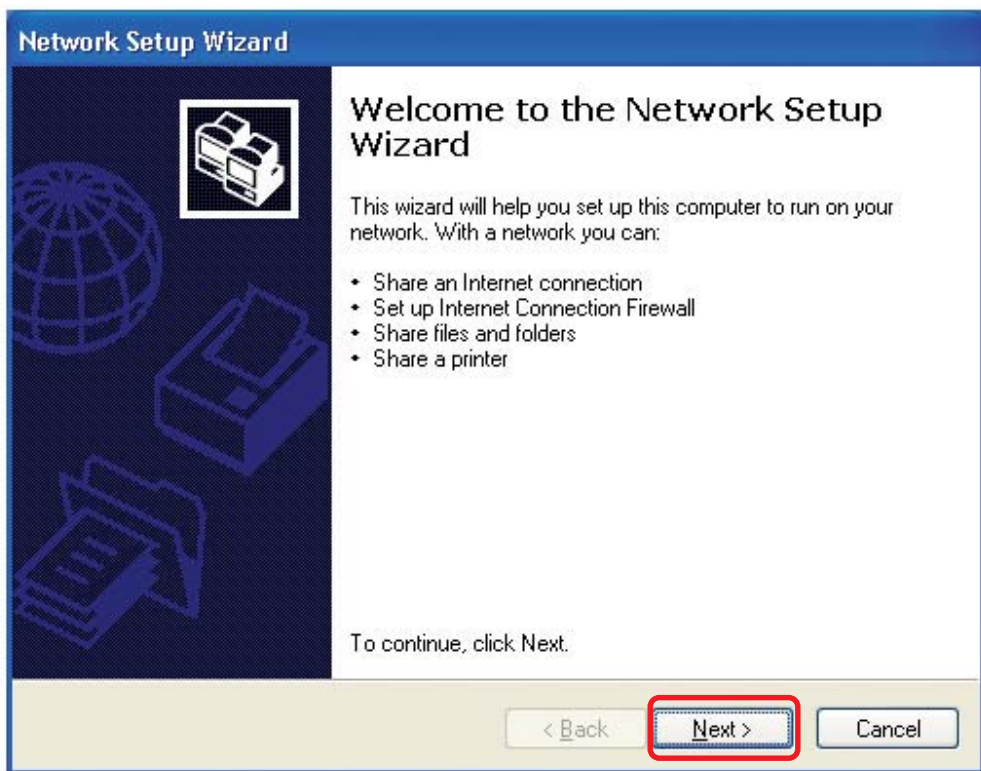 Network Setup Wizard
Welcome to the Network Setup
Wizard
This wizard will help you set up this computer to run on your
network. With a network you can:
• Share an Internet connection
• Set up Internet Connection Firewall
• Share files and folders
• Share a printer
To continue, click Next.
< Back
Next >
Cancel